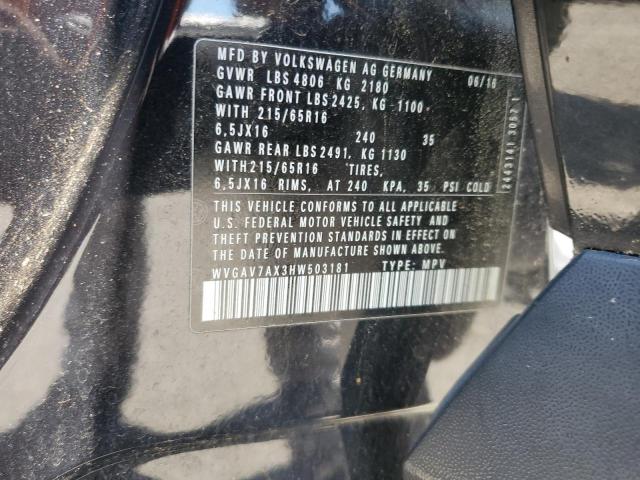 MFD BY VOLKSWAGEN AG GERMANY 06/16
GVWR LBS 4806 KG 2180
GAWR FRONT LBS 2425, KG 1100
WITH 215/65R16
6,5JX16 240 35
GAWR REAR LBS 2491, KG 1130
WITH 215/65R16 TIRES,
6,5JX16 RIMS, AT 240 KPA, 35 PSI COLD
THIS VEHICLE CONFORMS TO ALL APPLICABLE
U.S. FEDERAL MOTOR VEHICLE SAFETY AND
THEFT PREVENTION STANDARDS IN EFFECT ON
THE DATE OF MANUFACTURE SHOWN ABOVE.
WVGAV7AX3HW503181 TYPE: MPV